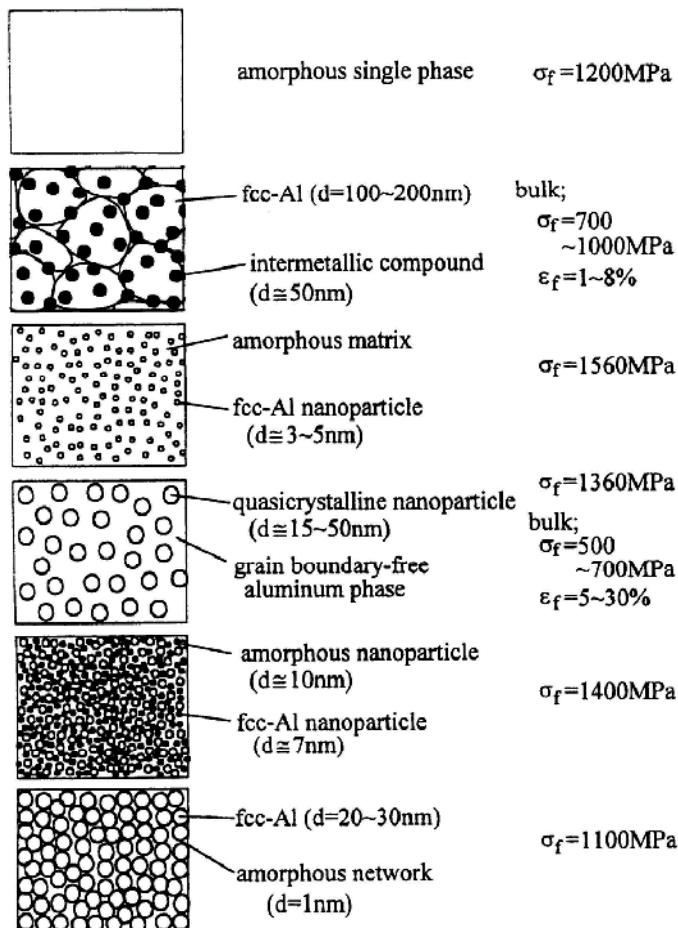 amorphous single phase σf=1200MPa
fcc-Al (d=100~200nm) bulk;
σf=700
~1000MPa
intermetallic compound εf=1~8%
(d≅50nm)
amorphous matrix
σf=1560MPa
fcc-Al nanoparticle
(d≅3~5nm)
σf=1360MPa
quasicrystalline nanoparticle
(d≅15~50nm) bulk;
σf=500
grain boundary-free ~700MPa
aluminum phase εf=5~30%
amorphous nanoparticle
(d≅10nm)
σf=1400MPa
fcc-Al nanoparticle
(d≅7nm)
fcc-Al (d=20~30nm)
σf=1100MPa
amorphous network
(d=1nm)